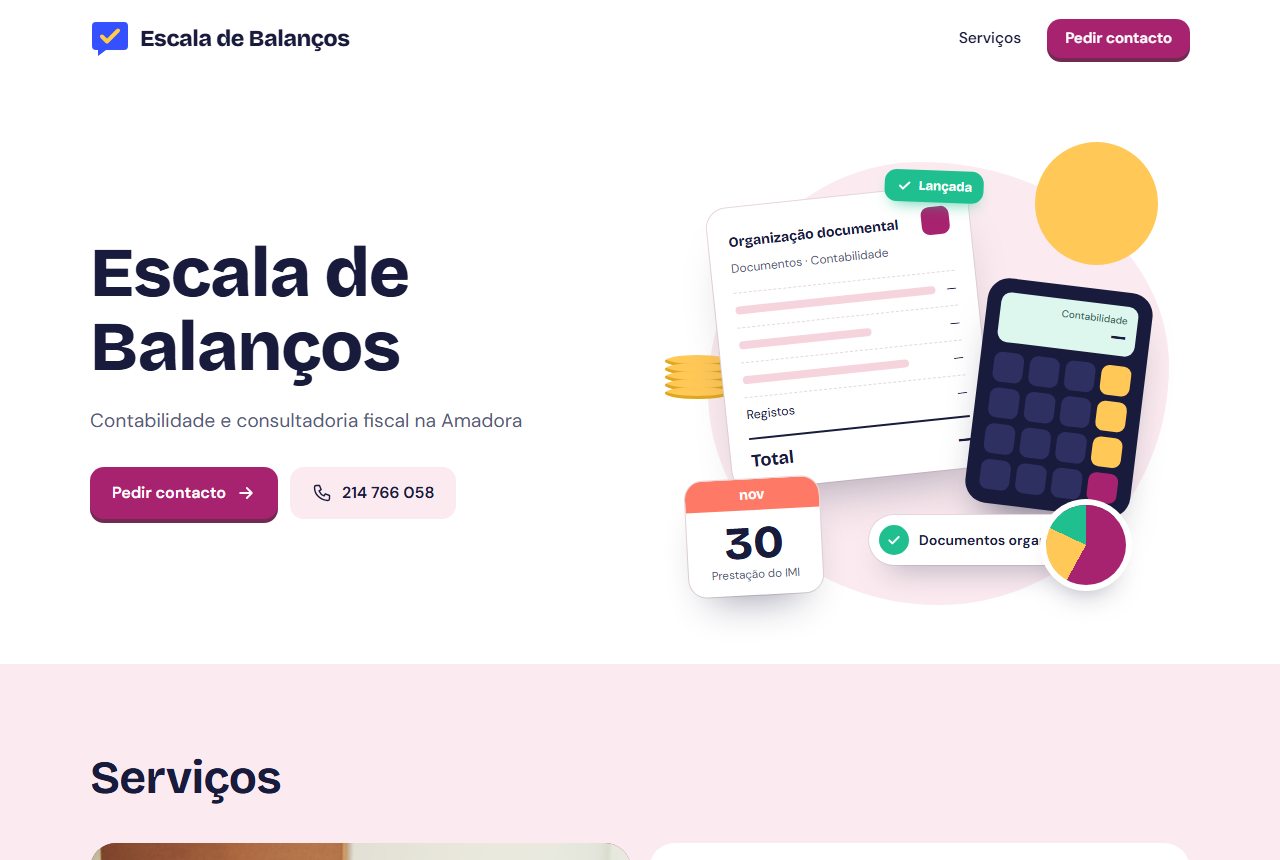 Escala de Balanços
Serviços
Pedir contacto
Escala de
Balanços
Contabilidade e consultadoria fiscal na Amadora
Pedir contacto
214 766 058
Lançada
Organização documental
Documentos · Contabilidade
Registos
Total
Contabilidade
nov
30
Prestação do IMI
Documentos
Serviços